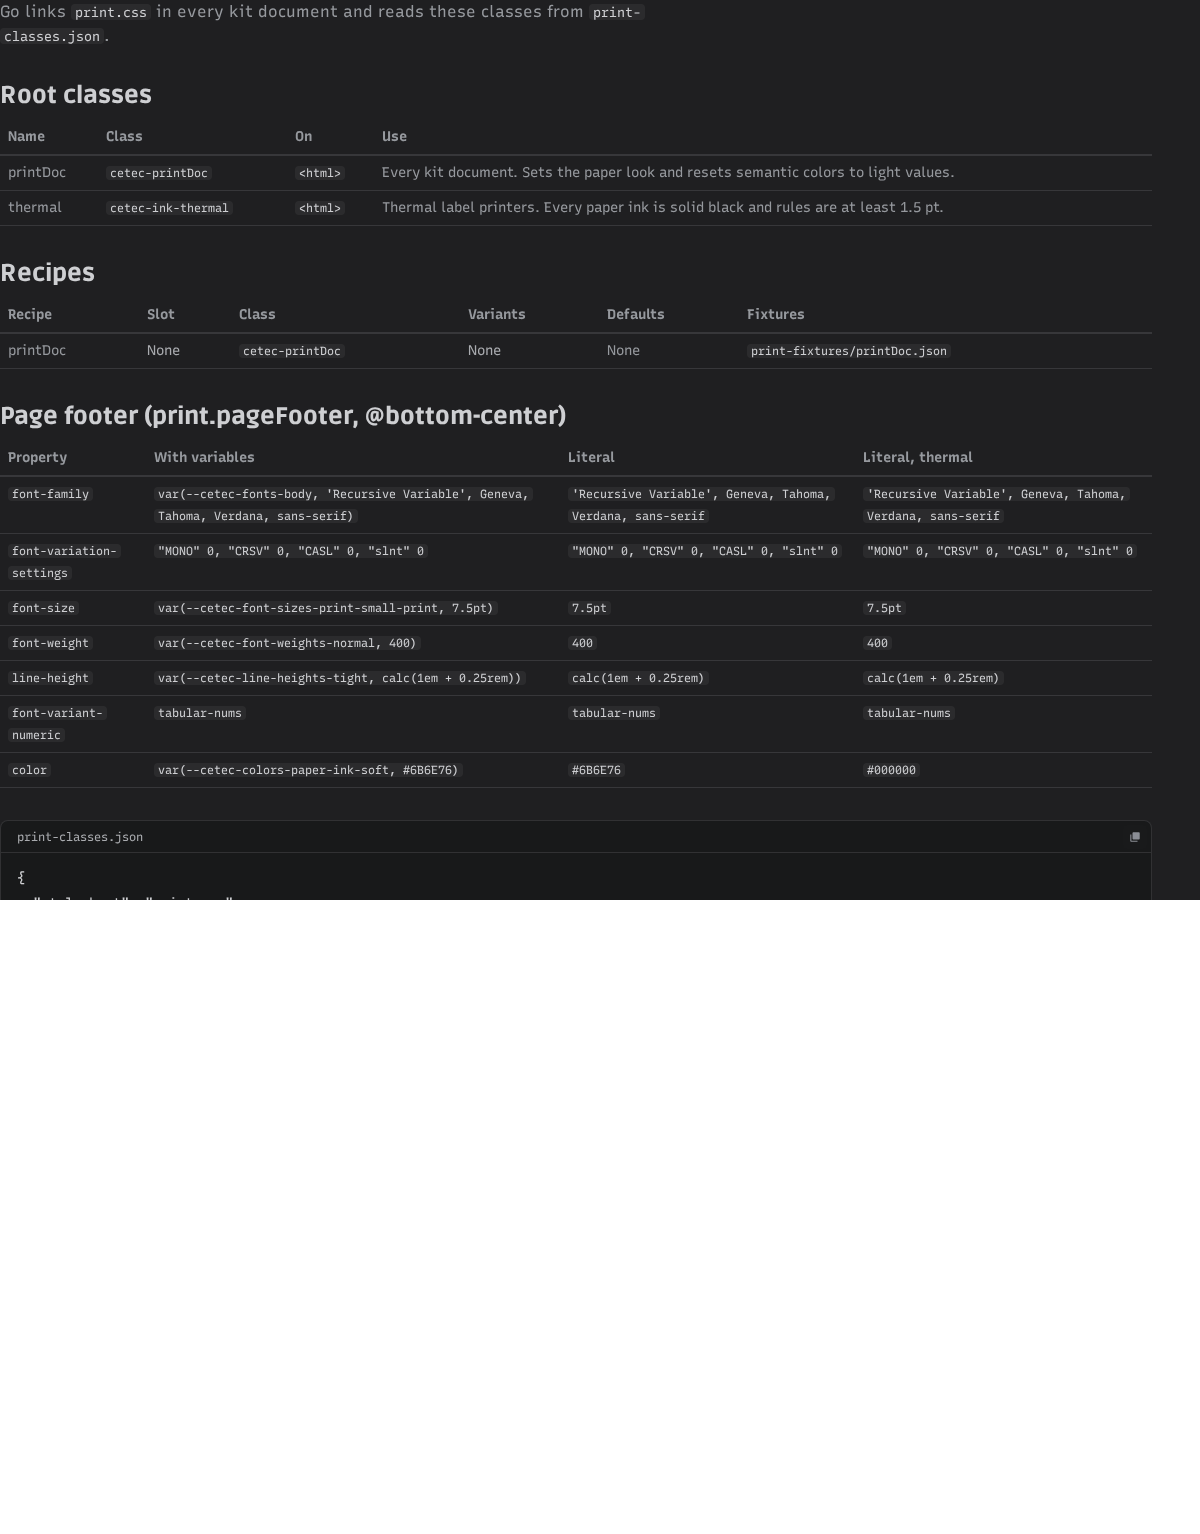 Go links print.css in every kit document and reads these classes from print-
classes.json.
Root classes
Name Class On Use
printDoc cetec-printDoc <html> Every kit document. Sets the paper look and resets semantic colors to light values.
thermal cetec-ink-thermal <html> Thermal label printers. Every paper ink is solid black and rules are at least 1.5 pt.
Recipes
Recipe Slot Class Variants Defaults Fixtures
printDoc None cetec-printDoc None None print-fixtures/printDoc.json
Page footer (print.pageFooter, @bottom-center)
Property With variables Literal Literal, thermal
font-family var(--cetec-fonts-body, 'Recursive Variable', Geneva, 'Recursive Variable', Geneva, Tahoma, 'Recursive Variable', Geneva, Tahoma,
Tahoma, Verdana, sans-serif) Verdana, sans-serif Verdana, sans-serif
font-variation- "MONO" 0, "CRSV" 0, "CASL" 0, "slnt" 0 "MONO" 0, "CRSV" 0, "CASL" 0, "slnt" 0 "MONO" 0, "CRSV" 0, "CASL" 0, "slnt" 0
settings
font-size var(--cetec-font-sizes-print-small-print, 7.5pt) 7.5pt 7.5pt
font-weight var(--cetec-font-weights-normal, 400) 400 400
line-height var(--cetec-line-heights-tight, calc(1em + 0.25rem)) calc(1em + 0.25rem) calc(1em + 0.25rem)
font-variant- tabular-nums tabular-nums tabular-nums
numeric
color var(--cetec-colors-paper-ink-soft, #6B6E76) #6B6E76 #000000
print-classes.json
{